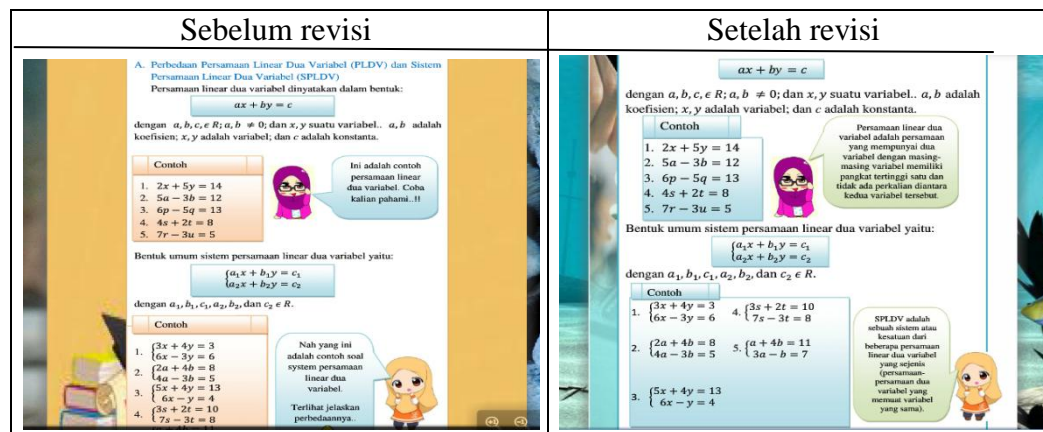 Sebelum revisi
A. Perbedaan Persamaan Linear Dua Variabel (PLDV) dan Sistem
Persamaan Linear Dua Variabel (SPLDV)
Persamaan linear dua variabel dinyatakan dalam bentuk:
ax + by = c
dengan a, b, c, ϵ R; a, b ≠ 0; dan x, y suatu variabel.. a, b adalah
koefisien; x, y adalah variabel; dan c adalah konstanta.
Contoh
1. 2x + 5y = 14
2. 5a − 3b = 12
3. 6p − 5q = 13
4. 4s + 2t = 8
5. 7r − 3u = 5
Ini adalah contoh
persamaan linear
dua variabel. Coba
kalian pahami..!!
Bentuk umum sistem persamaan linear dua variabel yaitu:
a₁x + b₁y = c₁
a₂x + b₂y = c₂
dengan a₁, b₁, c₁, a₂, b₂, dan c₂ ϵ R.
Contoh
1. {3x + 4y = 3
6x − 3y = 6
2. {2a + 4b = 8
4a − 3b = 5
3. {5x + 4y = 13
6x − y = 4
4. {3s + 2t = 10
7s − 3t = 8
Nah yang ini
adalah contoh soal
system persamaan
linear dua
variabel.
Terlihat jelaskan
perbedaannya..
Setelah revisi
ax + by = c
dengan a, b, c, ϵ R; a, b ≠ 0; dan x, y suatu variabel.. a, b adalah
koefisien; x, y adalah variabel; dan c adalah konstanta.
Contoh
1. 2x + 5y = 14
2. 5a − 3b = 12
3. 6p − 5q = 13
4. 4s + 2t = 8
5. 7r − 3u = 5
Persamaan linear dua
variabel adalah persamaan
yang mempunyai dua
variabel dengan masing-
masing variabel memiliki
pangkat tertinggi satu dan
tidak ada perkalian diantara
kedua variabel tersebut.
Bentuk umum sistem persamaan linear dua variabel yaitu:
{a₁x + b₁y = c₁
a₂x + b₂y = c₂
dengan a₁, b₁, c₁, a₂, b₂, dan c₂ ϵ R.
Contoh
1. {3x + 4y = 3
6x − 3y = 6
4. {3s + 2t = 10
7s − 3t = 8
2. {2a + 4b = 8
4a − 3b = 5
5. {a + 4b = 11
3a − b = 7
3. {5x + 4y = 13
6x − y = 4
SPLDV adalah
sebuah sistem atau
kesatuan dari
beberapa persamaan
linear dua variabel
yang sejenis
(persamaan-
persamaan dua
variabel yang
memuat variabel
yang sama).